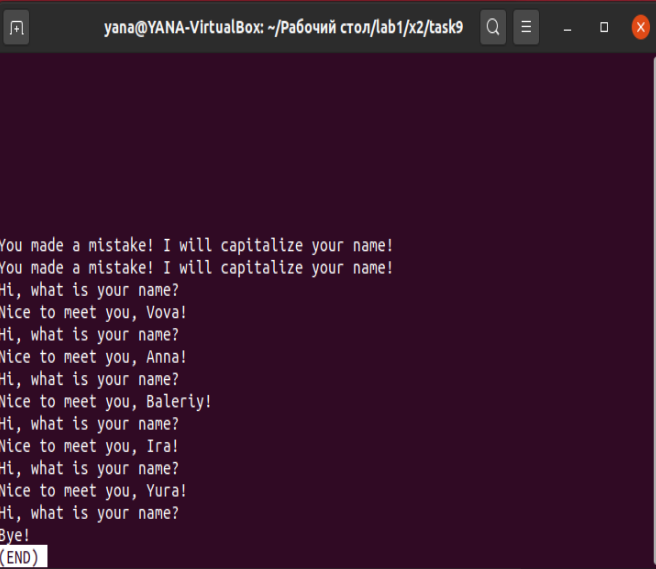 yana@YANA-VirtualBox: ~/Рабочий стол/lab1/x2/task9
You made a mistake! I will capitalize your name!
You made a mistake! I will capitalize your name!
Hi, what is your name?
Nice to meet you, Vova!
Hi, what is your name?
Nice to meet you, Anna!
Hi, what is your name?
Nice to meet you, Baleriy!
Hi, what is your name?
Nice to meet you, Ira!
Hi, what is your name?
Nice to meet you, Yura!
Hi, what is your name?
Bye!
(END)